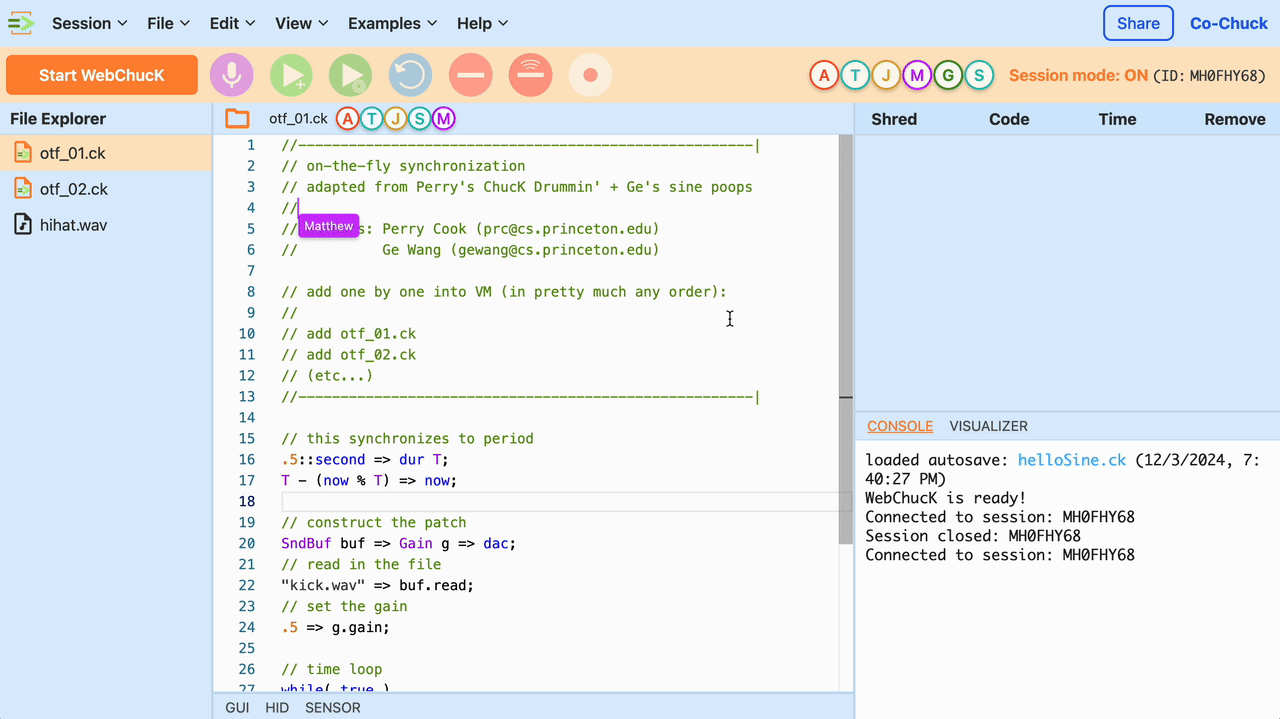 Session File Edit View Examples Help Share Co-Chuck
Start WebChucK A T J M G S Session mode: ON (ID: MH0FHY68)
File Explorer
otf_01.ck
otf_02.ck
hihat.wav
otf_01.ck A T J S M
1 //------------------------------------------------------|
2 // on-the-fly synchronization
3 // adapted from Perry's ChucK Drummin' + Ge's sine poops
4 //
Matthew
5 // s: Perry Cook (prc@cs.princeton.edu)
6 // Ge Wang (gewang@cs.princeton.edu)
7
8 // add one by one into VM (in pretty much any order):
9 //
10 // add otf_01.ck
11 // add otf_02.ck
12 // (etc...)
13 //------------------------------------------------------|
14
15 // this synchronizes to period
16 .5::second => dur T;
17 T - (now % T) => now;
18
19 // construct the patch
20 SndBuf buf => Gain g => dac;
21 // read in the file
22 "kick.wav" => buf.read;
23 // set the gain
24 .5 => g.gain;
25
26 // time loop
27 while( true )
GUI HID SENSOR
Shred Code Time Remove
CONSOLE VISUALIZER
loaded autosave: helloSine.ck (12/3/2024, 7:
40:27 PM)
WebChucK is ready!
Connected to session: MH0FHY68
Session closed: MH0FHY68
Connected to session: MH0FHY68